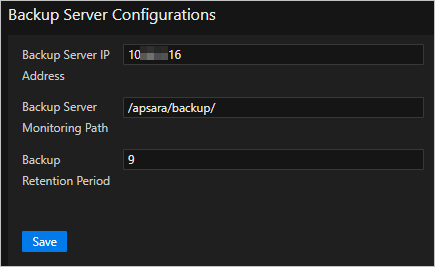 Backup Server Configurations
Backup Server IP
Address
10 16
Backup Server
Monitoring Path
/apsara/backup/
Backup
Retention Period
9
Save